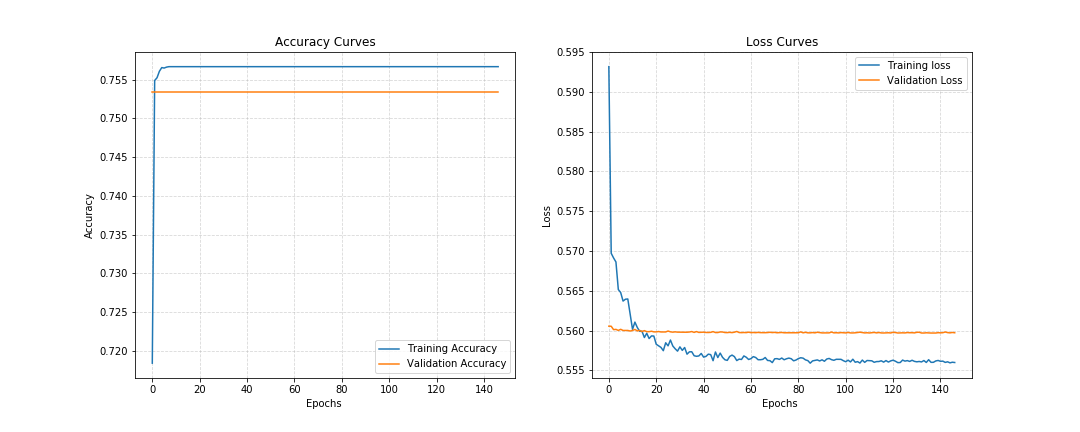 Accuracy Curves
0.755
0.750
0.745
0.740
0.735
0.730
0.725
0.720
Accuracy
0 20 40 60 80 100 120 140
Epochs
Training Accuracy
Validation Accuracy
Loss Curves
0.595
0.590
0.585
0.580
0.575
0.570
0.565
0.560
0.555
Loss
0 20 40 60 80 100 120 140
Epochs
Training loss
Validation Loss